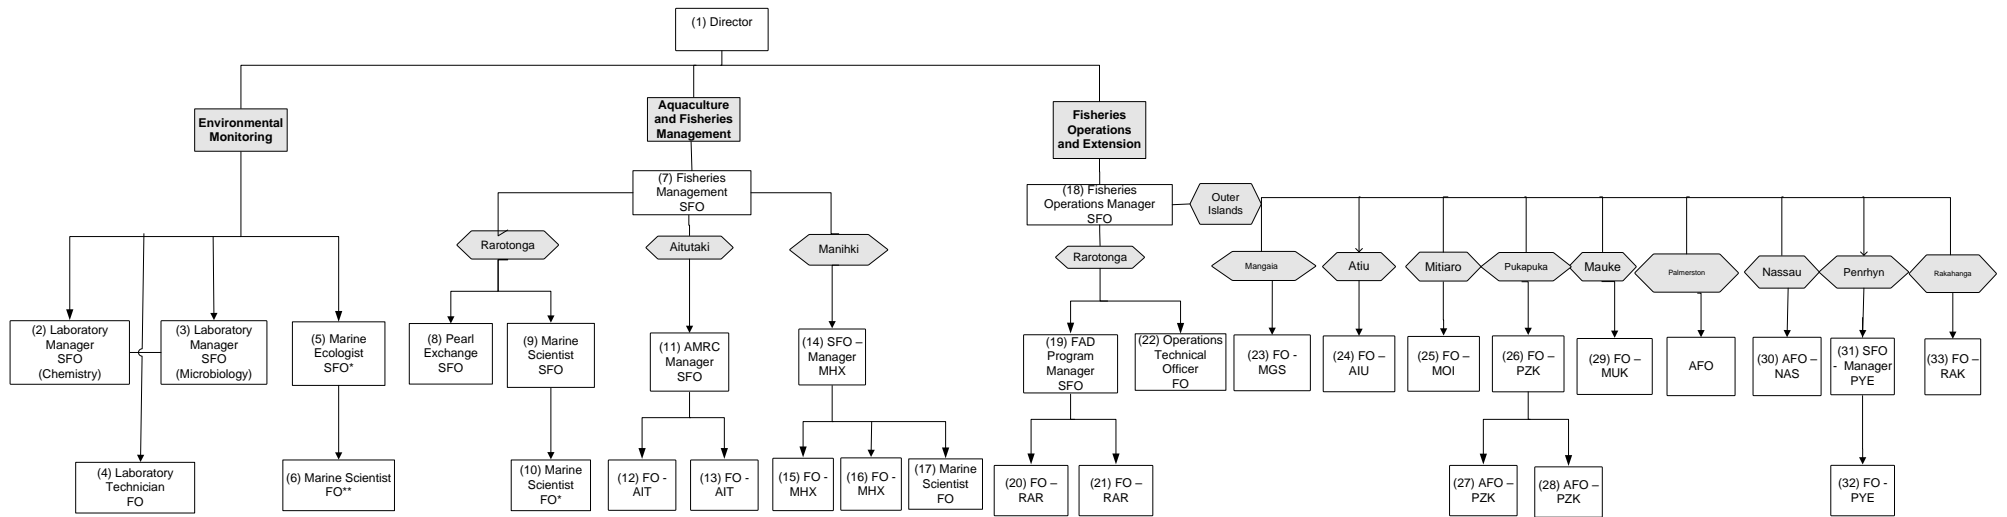 (1) Director
Environmental
Monitoring
Aquaculture
and Fisheries
Management
Fisheries
Operations
and Extension
(7) Fisheries
Management
SFO
(18) Fisheries
Operations Manager
SFO
Outer
Islands
Rarotonga
Aitutaki
Manihki
Rarotonga
Mangaia
Atiu
Mitiaro
Pukapuka
Mauke
Palmerston
Nassau
Penrhyn
Rakahanga
(2) Laboratory
Manager
SFO
(Chemistry)
(3) Laboratory
Manager
SFO
(Microbiology)
(5) Marine
Ecologist
SFO*
(8) Pearl
Exchange
SFO
(9) Marine
Scientist
SFO
(11) AMRC
Manager
SFO
(14) SFO –
Manager
MHX
(19) FAD
Program
Manager
SFO
(22) Operations
Technical
Officer
FO
(23) FO -
MGS
(24) FO –
AIU
(25) FO –
MOI
(26) FO –
PZK
(29) FO –
MUK
AFO
(30) AFO –
NAS
(31) SFO
- Manager
PYE
(33) FO –
RAK
(4) Laboratory
Technician
FO
(6) Marine Scientist
FO**
(10) Marine
Scientist
FO*
(12) FO -
AIT
(13) FO -
AIT
(15) FO -
MHX
(16) FO -
MHX
(17) Marine
Scientist
FO
(20) FO –
RAR
(21) FO –
RAR
(27) AFO –
PZK
(28) AFO –
PZK
(32) FO -
PYE